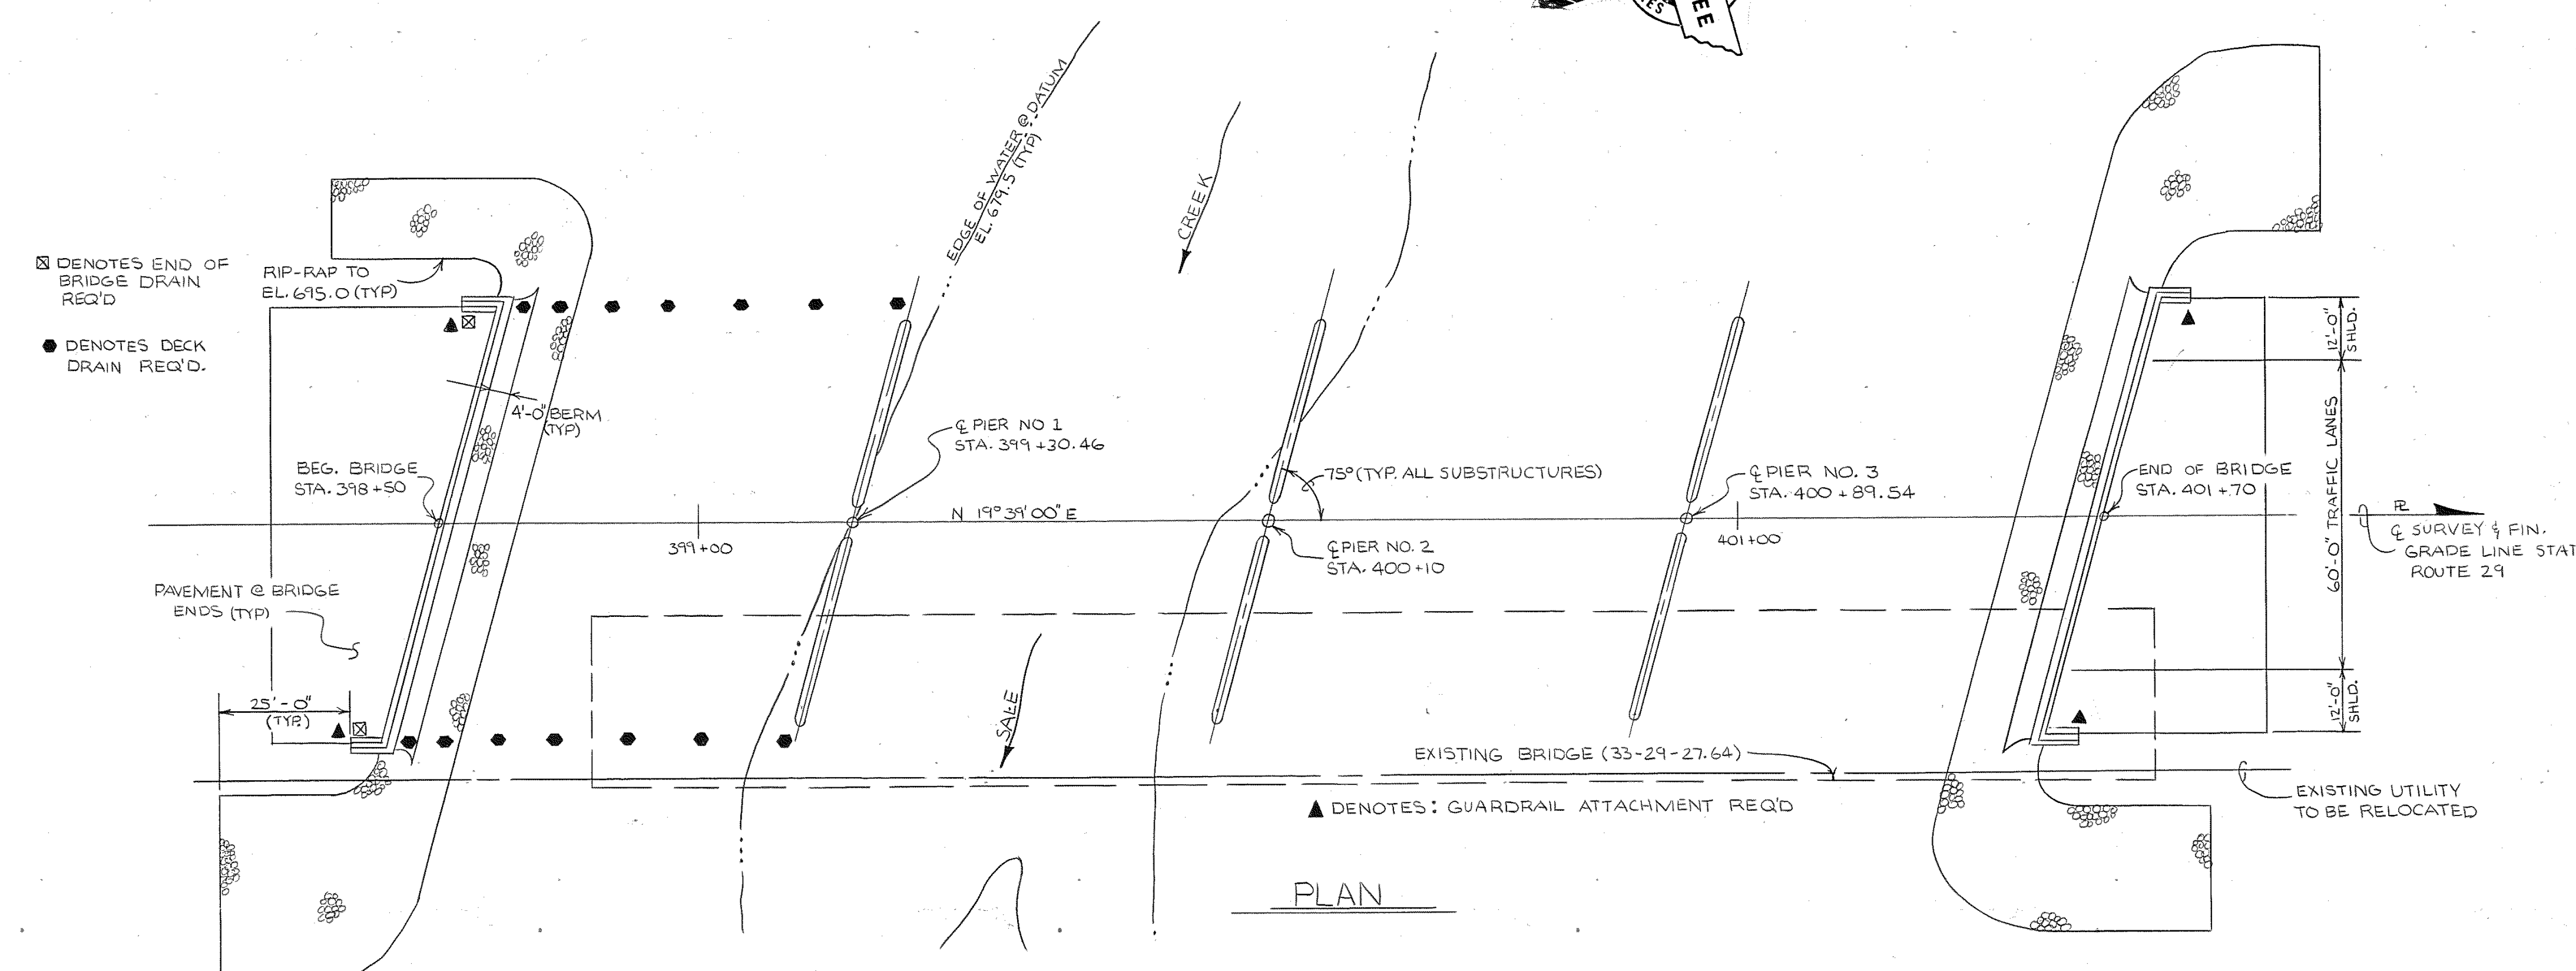 EE
TES
EDGE OF WATER @ DATUM
EL. 679.5 (TYP)
CREEK
⊠ DENOTES END OF
BRIDGE DRAIN
REQ'D
RIP-RAP TO
EL. 695.0 (TYP)
⬢ DENOTES DECK
DRAIN REQ'D.
12'-0"
SHLD.
4'-0" BERM
(TYP)
℄ PIER NO 1
STA. 399+30.46
BEG. BRIDGE
STA. 398+50
75° (TYP. ALL SUBSTRUCTURES)
℄ PIER NO. 3
STA. 400+89.54
END OF BRIDGE
STA. 401+70
60'-0" TRAFFIC LANES
N 19° 39' 00" E
399+00
401+00
℄ PIER NO. 2
STA. 400+10
℄ SURVEY & FIN.
GRADE LINE STAT
ROUTE 29
PAVEMENT @ BRIDGE
ENDS (TYP)
25'-0"
(TYP.)
SALE
12'-0"
SHLD.
EXISTING BRIDGE (33-29-27.64)
▲ DENOTES: GUARDRAIL ATTACHMENT REQ'D
EXISTING UTILITY
TO BE RELOCATED
PLAN